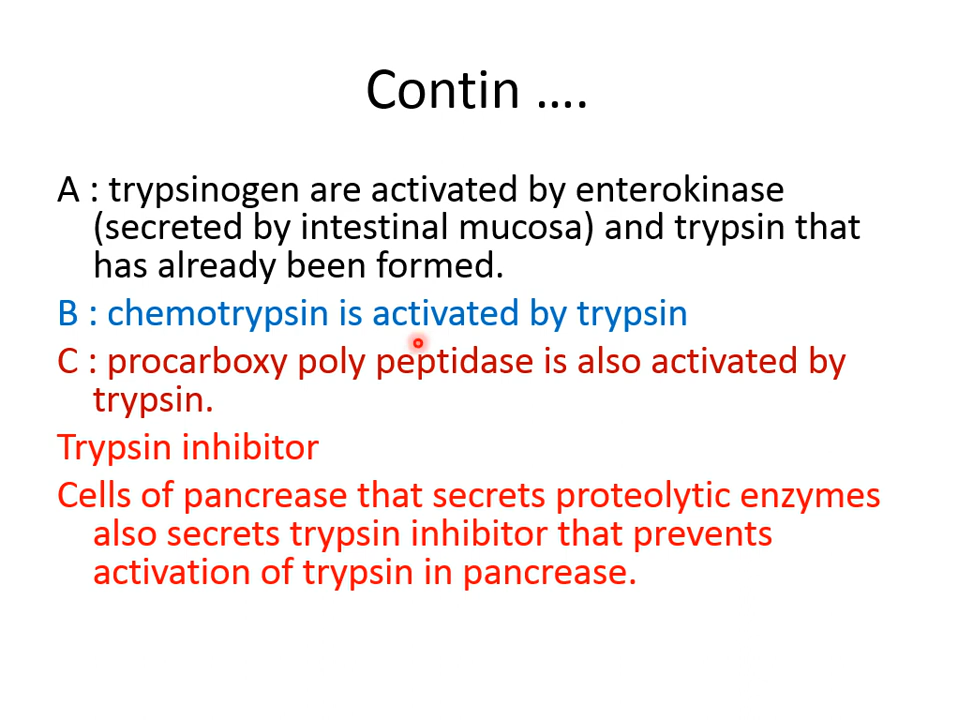 Contin ….
A : trypsinogen are activated by enterokinase
(secreted by intestinal mucosa) and trypsin that
has already been formed.
B : chemotrypsin is activated by trypsin
C : procarboxy poly peptidase is also activated by
trypsin.
Trypsin inhibitor
Cells of pancrease that secrets proteolytic enzymes
also secrets trypsin inhibitor that prevents
activation of trypsin in pancrease.